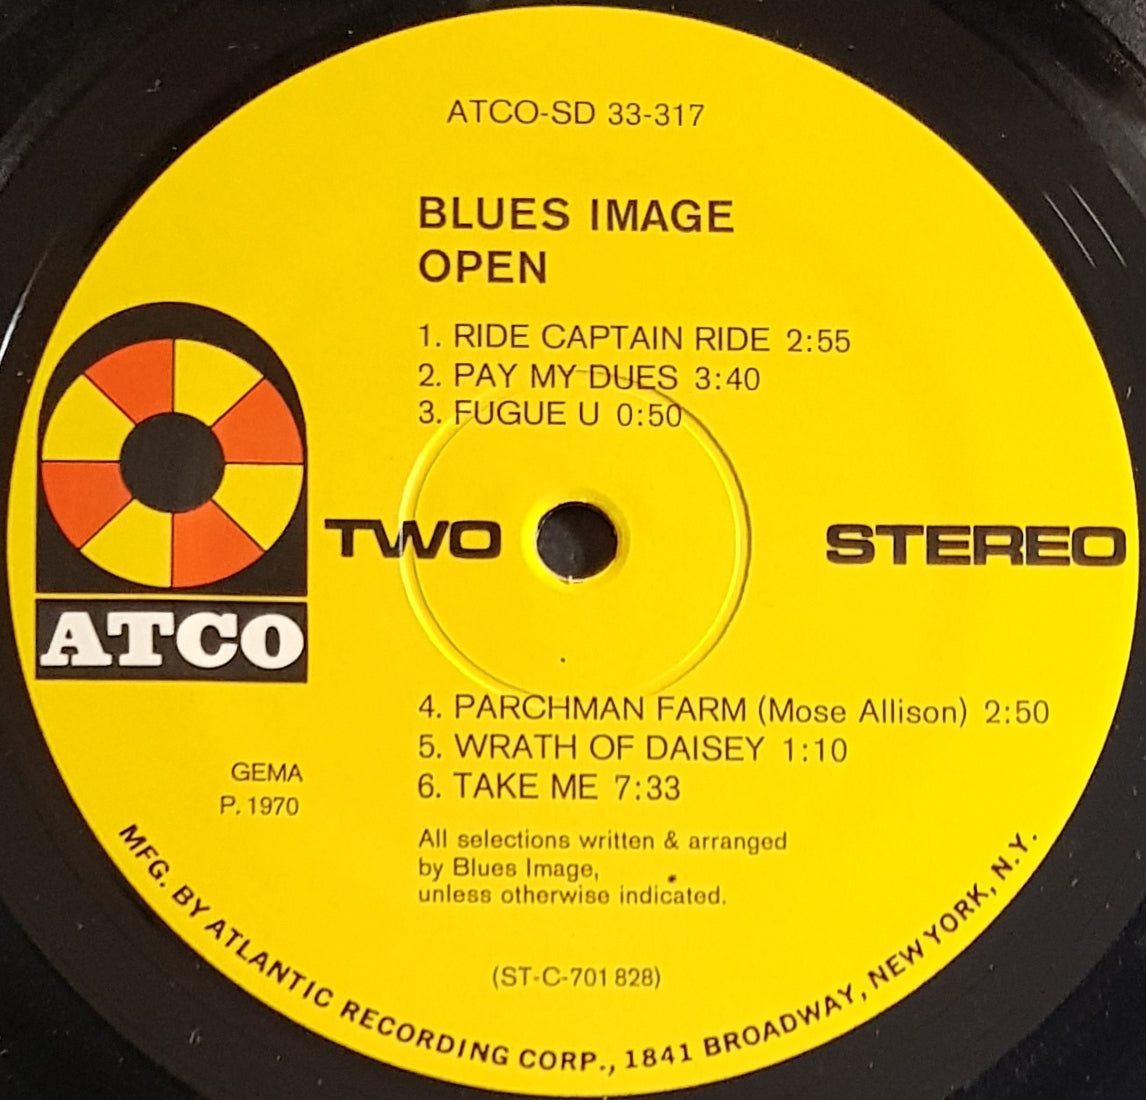 ATCO-SD 33-317
BLUES IMAGE
OPEN
1. RIDE CAPTAIN RIDE 2:55
2. PAY MY DUES 3:40
3. FUGUE U 0:50
TWO
STEREO
ATCO
4. PARCHMAN FARM (Mose Allison) 2:50
5. WRATH OF DAISEY 1:10
6. TAKE ME 7:33
GEMA
P. 1970
All selections written & arranged
by Blues Image,
unless otherwise indicated.
(ST-C-701 828)
MFG. BY ATLANTIC RECORDING CORP., 1841 BROADWAY, NEW YORK, N.Y.